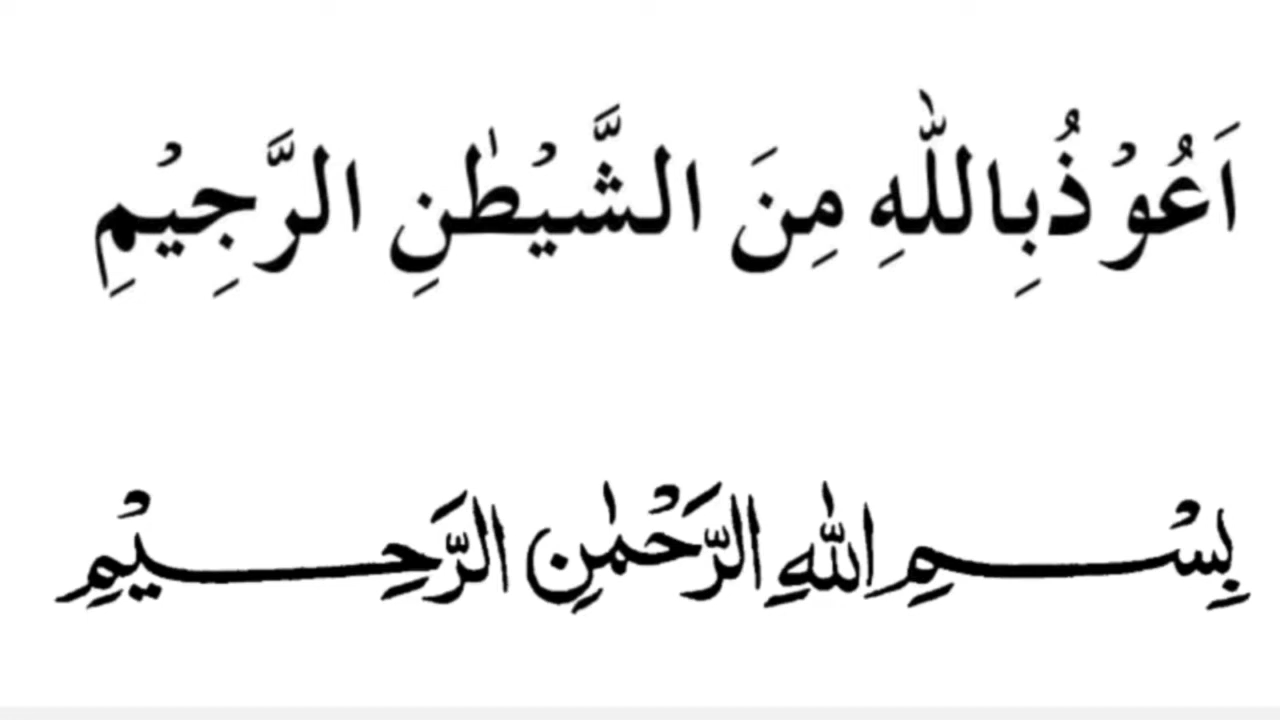 اَعُوْذُبِاللّٰهِ مِنَ الشَّيْطٰنِ الرَّجِيْمِ
بِسْمِ اللّٰهِ الرَّحْمٰنِ الرَّحِيْمِ